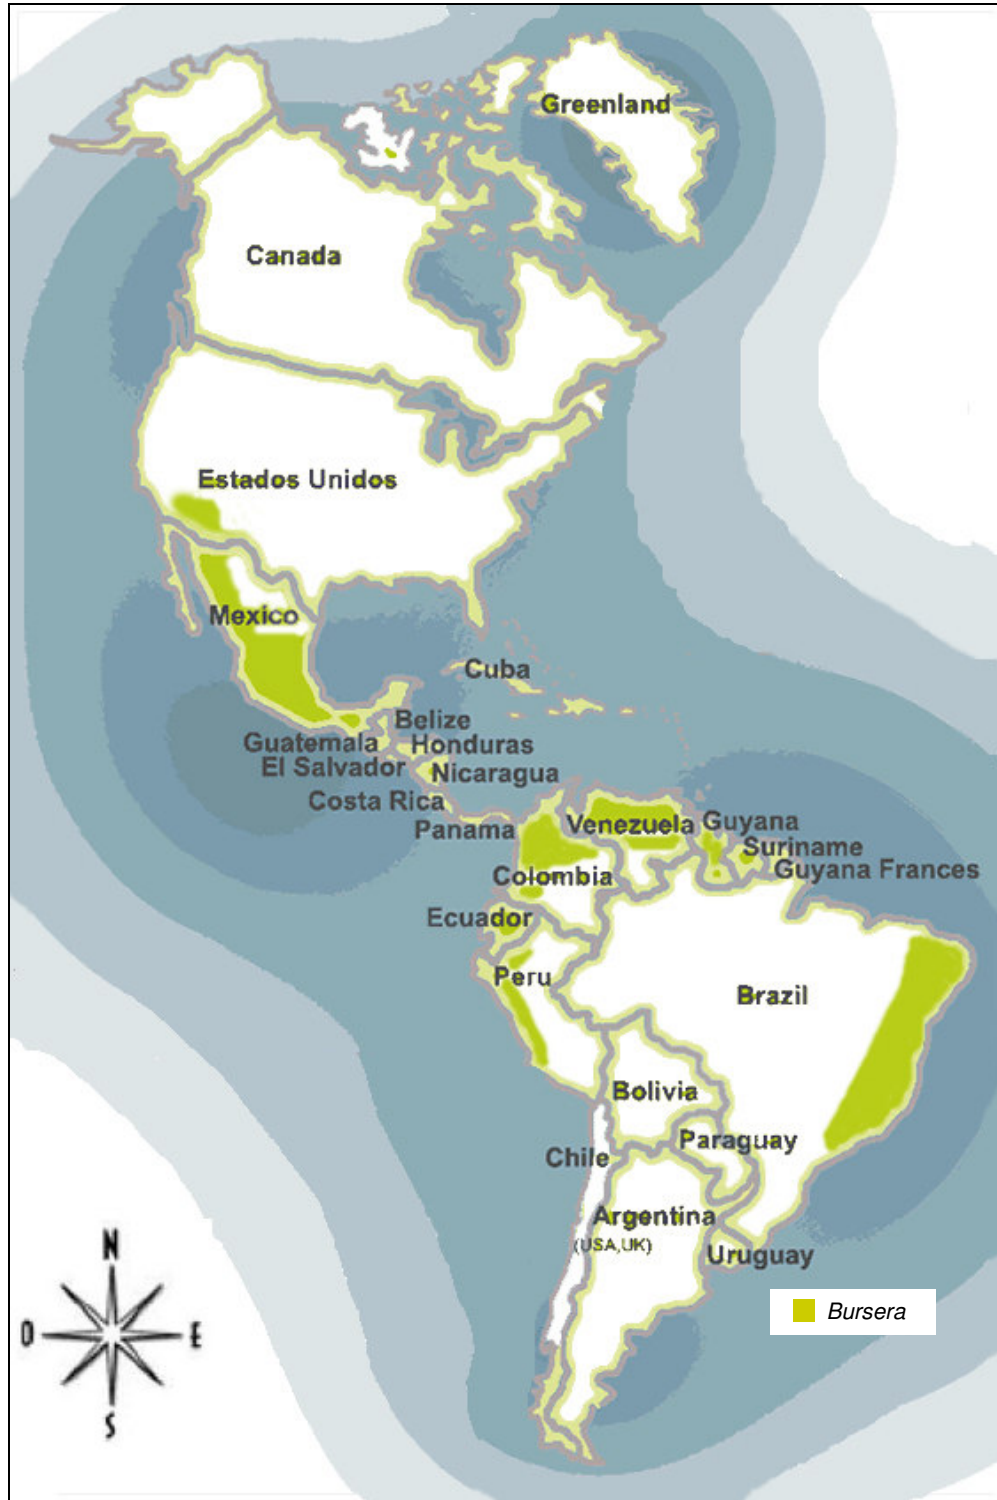 Greenland
Canada
Estados Unidos
Mexico
Cuba
Belize
Guatemala
Honduras
El Salvador
Nicaragua
Costa Rica
Panama
Venezuela
Guyana
Suriname
Guyana Frances
Colombia
Ecuador
Peru
Brazil
Bolivia
Paraguay
Chile
Argentina
(USA,UK)
Uruguay
N
O
E
S
Bursera